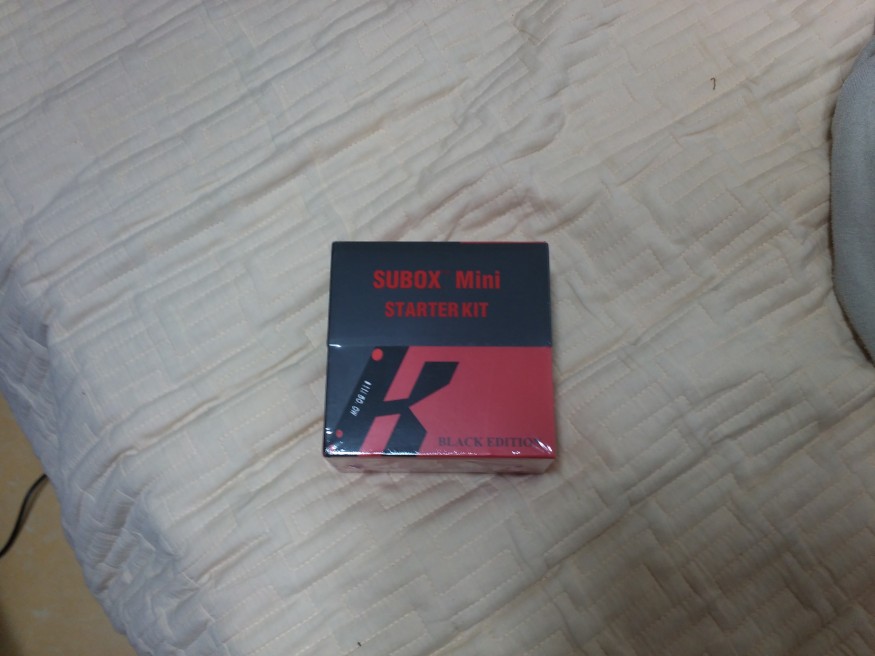 SUBOX Mini
STARTER KIT
K
BLACK EDITION